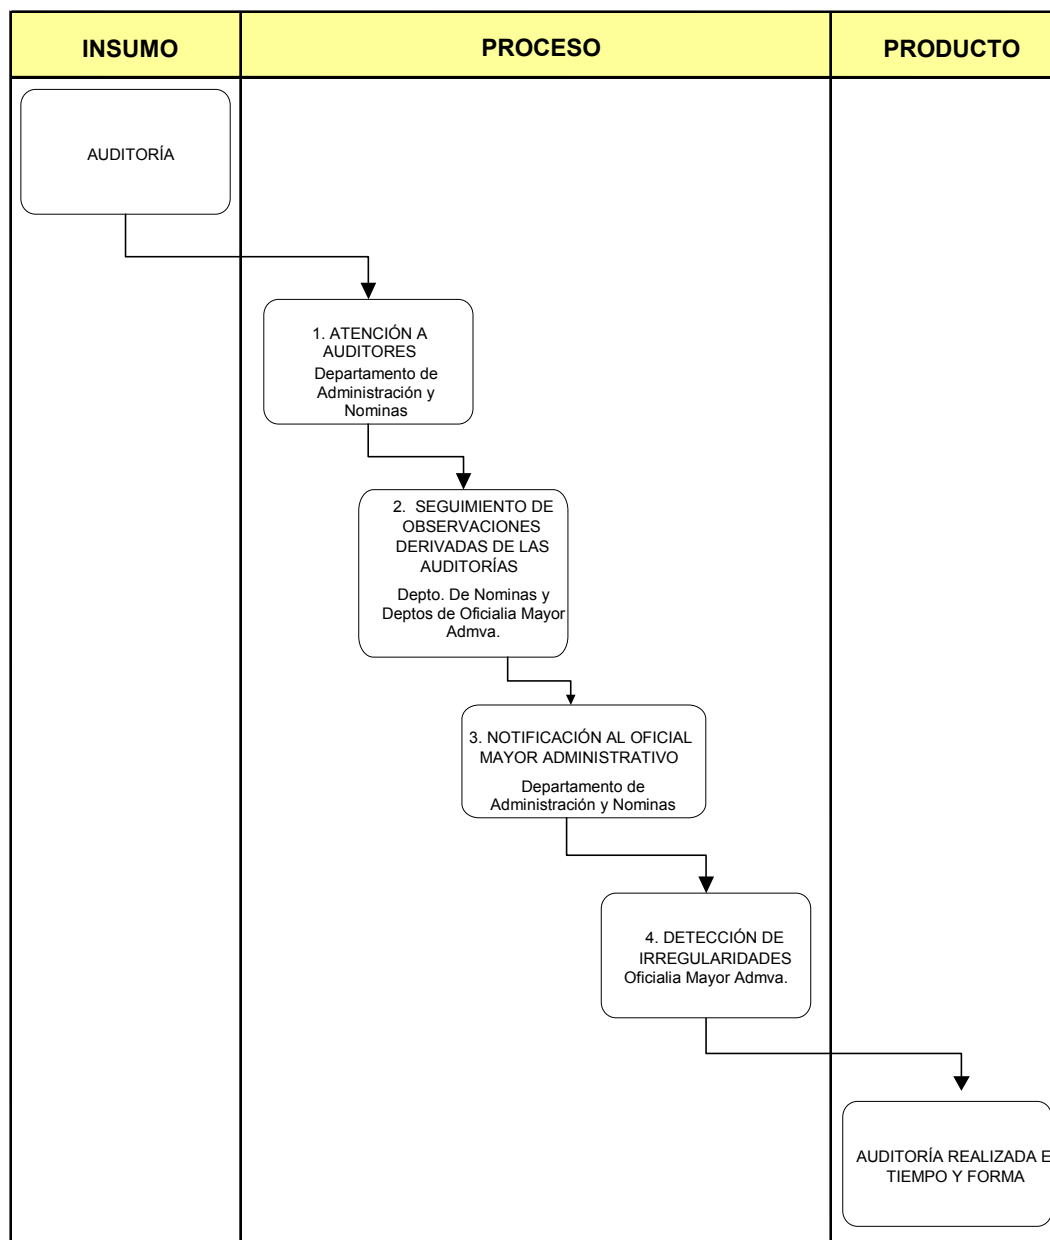 INSUMO
PROCESO
PRODUCTO
AUDITORÍA
1. ATENCIÓN A
AUDITORES
Departamento de
Administración y
Nominas
2. SEGUIMIENTO DE
OBSERVACIONES
DERIVADAS DE LAS
AUDITORÍAS
Depto. De Nominas y
Deptos de Oficialia Mayor
Admva.
3. NOTIFICACIÓN AL OFICIAL
MAYOR ADMINISTRATIVO
Departamento de
Administración y Nominas
4. DETECCIÓN DE
IRREGULARIDADES
Oficialia Mayor Admva.
AUDITORÍA REALIZADA E
TIEMPO Y FORMA